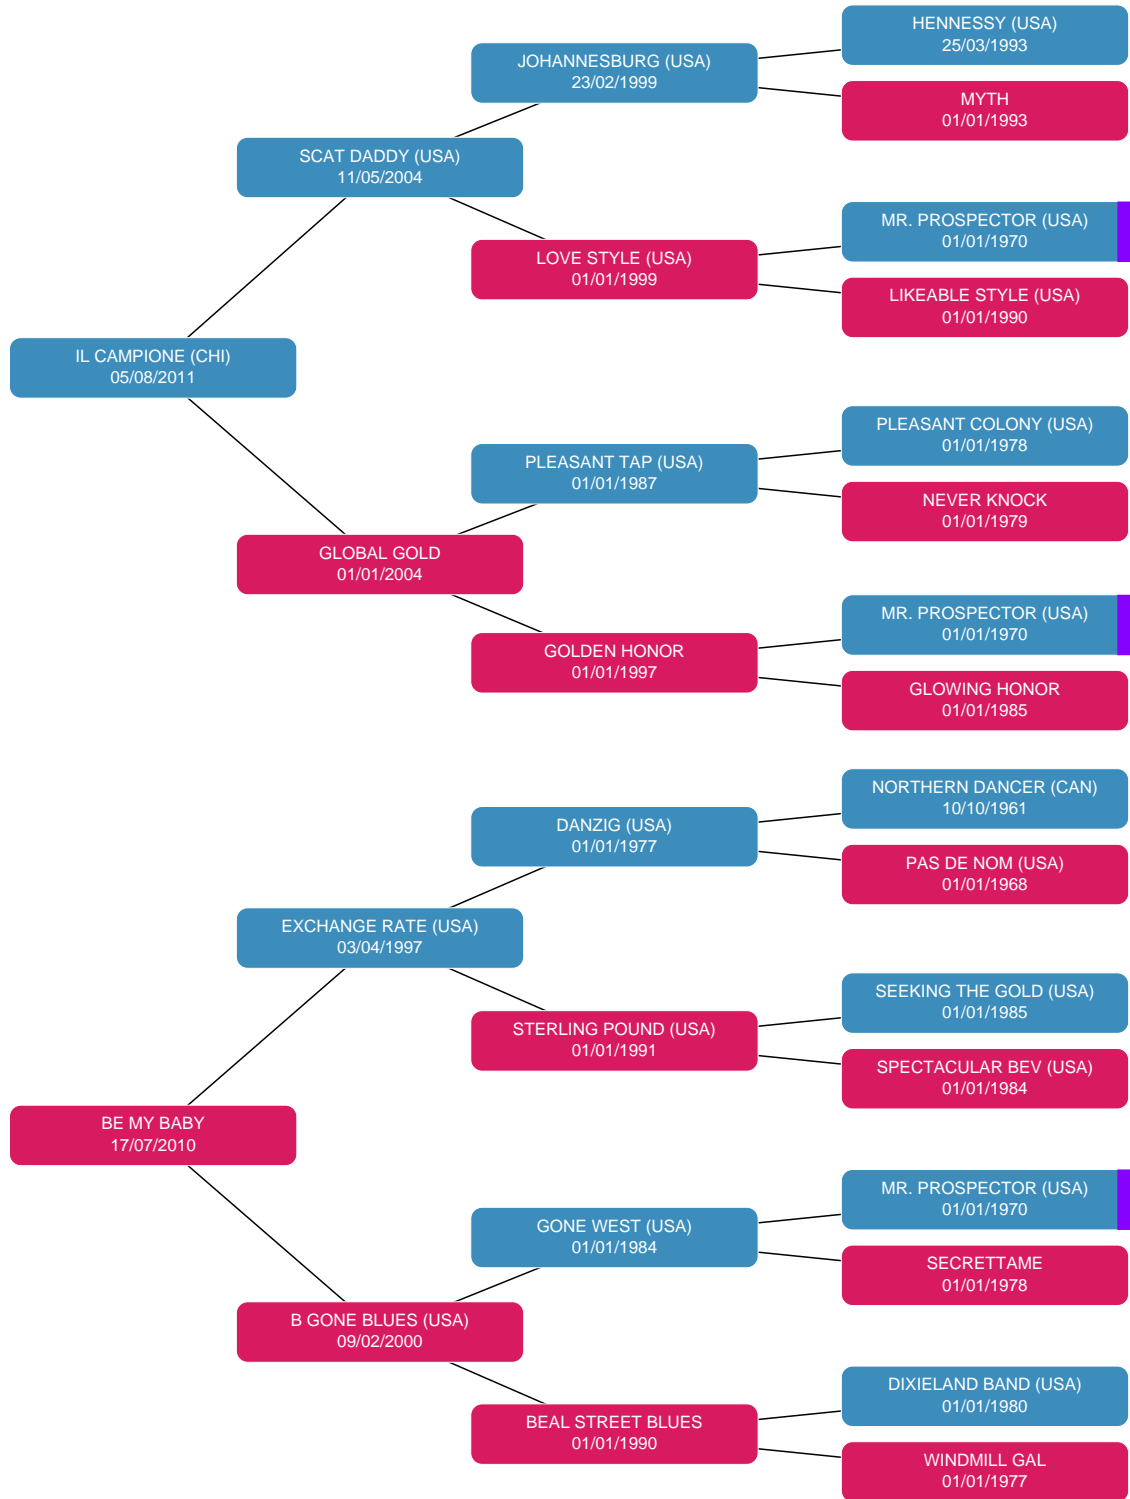 HENNESSY (USA)
25/03/1993
JOHANNESBURG (USA)
23/02/1999
MYTH
01/01/1993
SCAT DADDY (USA)
11/05/2004
MR. PROSPECTOR (USA)
01/01/1970
LOVE STYLE (USA)
01/01/1999
LIKEABLE STYLE (USA)
01/01/1990
IL CAMPIONE (CHI)
05/08/2011
PLEASANT COLONY (USA)
01/01/1978
PLEASANT TAP (USA)
01/01/1987
NEVER KNOCK
01/01/1979
GLOBAL GOLD
01/01/2004
MR. PROSPECTOR (USA)
01/01/1970
GOLDEN HONOR
01/01/1997
GLOWING HONOR
01/01/1985
NORTHERN DANCER (CAN)
10/10/1961
DANZIG (USA)
01/01/1977
PAS DE NOM (USA)
01/01/1968
EXCHANGE RATE (USA)
03/04/1997
SEEKING THE GOLD (USA)
01/01/1985
STERLING POUND (USA)
01/01/1991
SPECTACULAR BEV (USA)
01/01/1984
BE MY BABY
17/07/2010
MR. PROSPECTOR (USA)
01/01/1970
GONE WEST (USA)
01/01/1984
SECRETTAME
01/01/1978
B GONE BLUES (USA)
09/02/2000
DIXIELAND BAND (USA)
01/01/1980
BEAL STREET BLUES
01/01/1990
WINDMILL GAL
01/01/1977